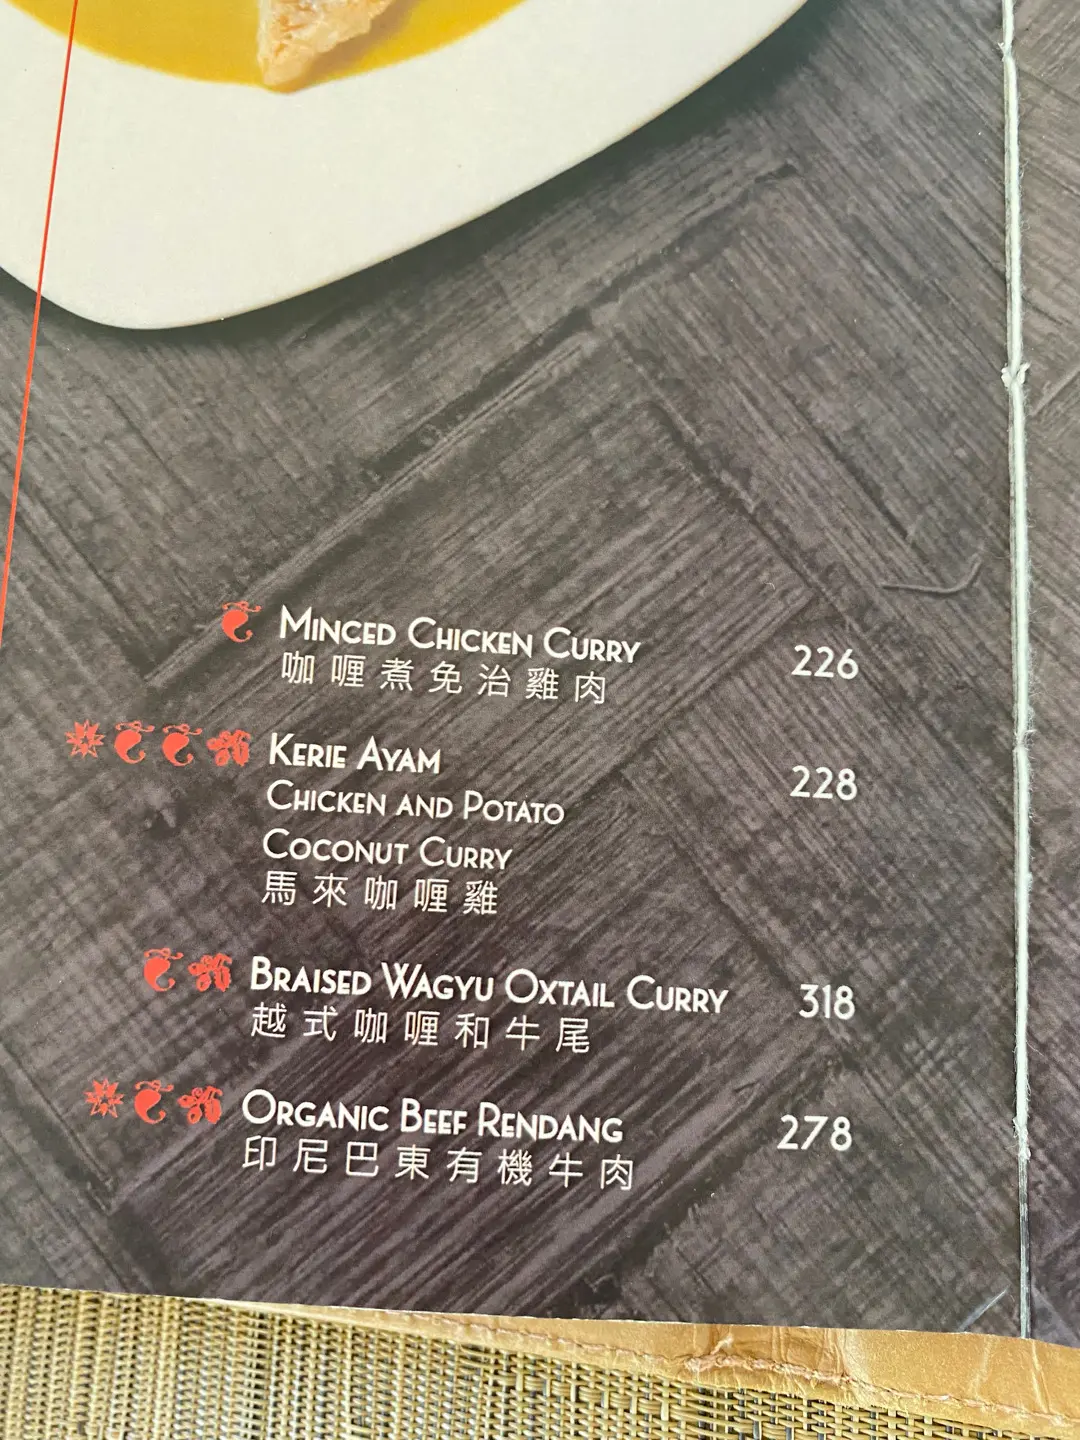 Minced Chicken Curry 226
咖喱煮免治雞肉
Kerie Ayam 228
Chicken and Potato
Coconut Curry
馬來咖喱雞
Braised Wagyu Oxtail Curry 318
越式咖喱和牛尾
Organic Beef Rendang 278
印尼巴東有機牛肉